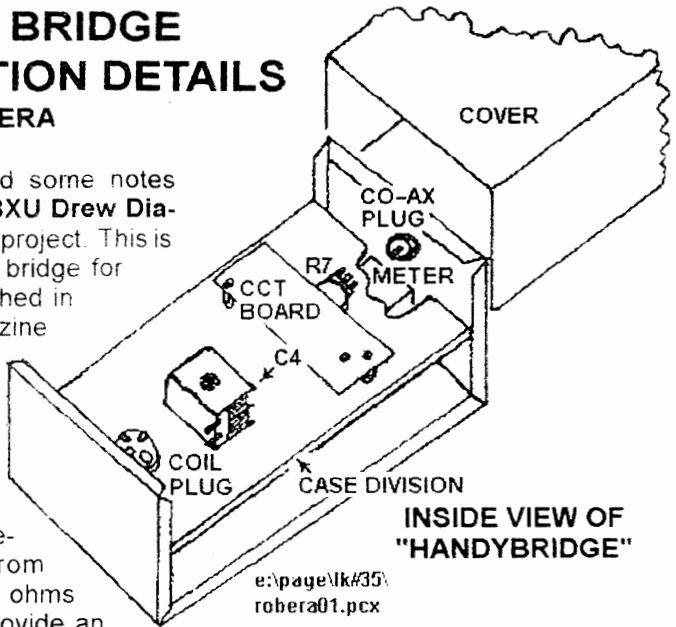 BRIDGE
TION DETAILS
ERA
d some notes
3XU Drew Dia-
project. This is
bridge for
hed in
zine
e-
rom
ohms
ovide an
COVER
CO-AX
PLUG
METER
R7
CCT
BOARD
C4
COIL
PLUG
CASE DIVISION
INSIDE VIEW OF
"HANDYBRIDGE"
e:\page\lk#35\
robera01.pcx